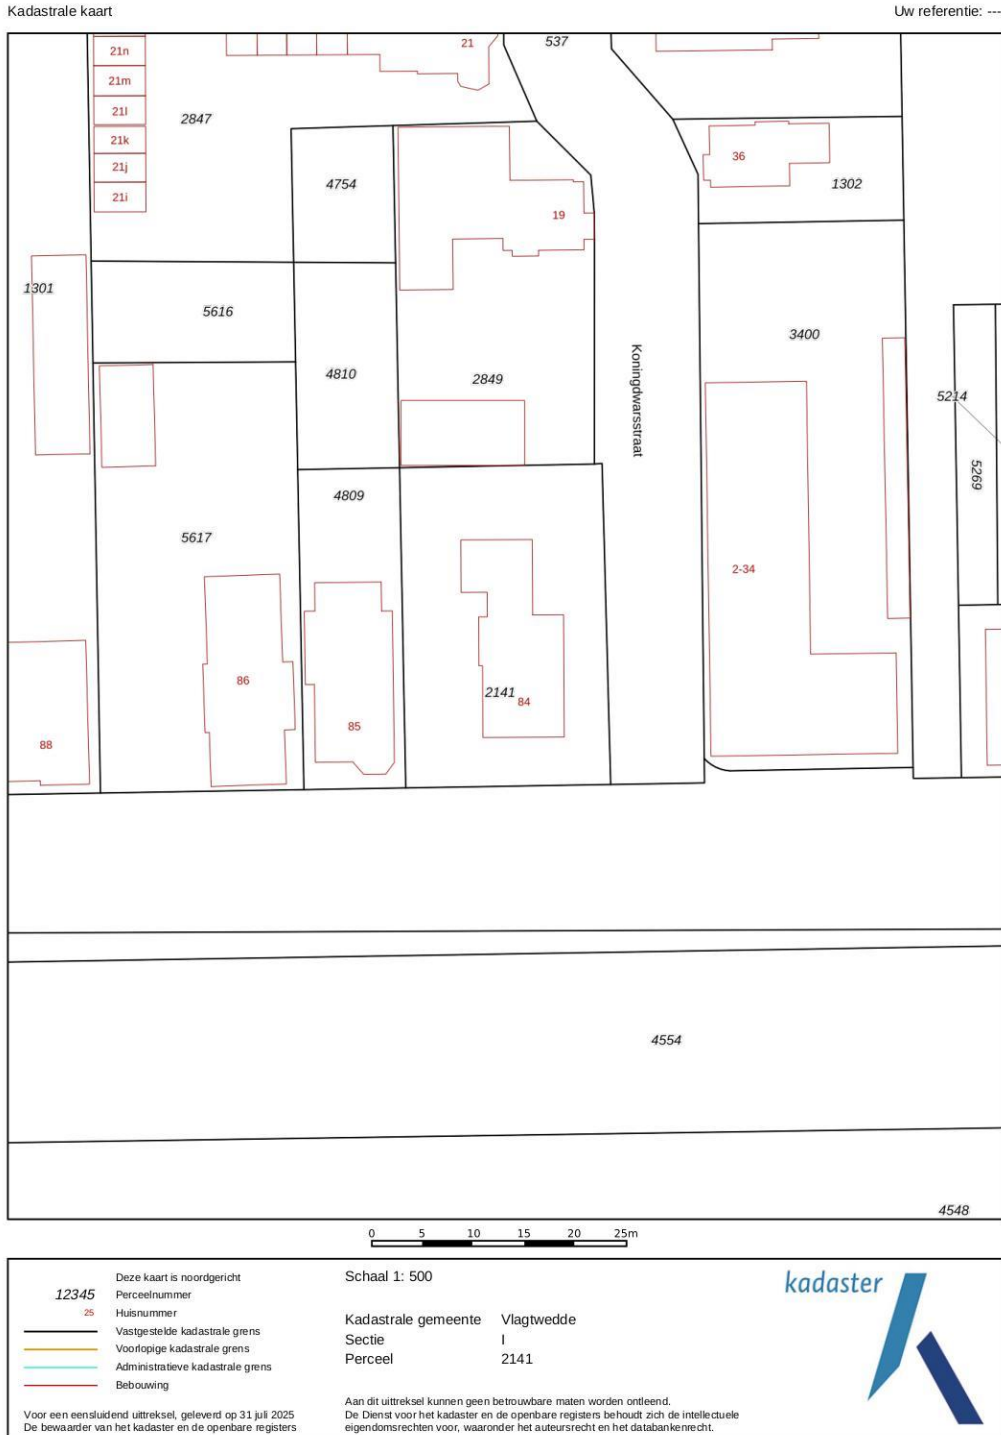 Kadastrale kaart
Uw referentie: ---
21n
21
537
21m
21l
2847
21k
36
21j
4754
1302
21i
19
1301
5616
3400
4810
2849
Koningdwarsstraat
5214
5269
4809
5617
2-34
86
2141
84
85
88
4554
4548
0 5 10 15 20 25m
Deze kaart is noordgericht
12345 Perceelnummer
25 Huisnummer
Vastgestelde kadastrale grens
Voorlopige kadastrale grens
Administratieve kadastrale grens
Bebouwing
Voor een eensluidend uittreksel, geleverd op 31 juli 2025
De bewaarder van het kadaster en de openbare registers
Schaal 1: 500
Kadastrale gemeente Vlagtwedde
Sectie I
Perceel 2141
Aan dit uittreksel kunnen geen betrouwbare maten worden ontleend.
De Dienst voor het kadaster en de openbare registers behoudt zich de intellectuele
eigendomsrechten voor, waaronder het auteursrecht en het databankenrecht.
kadaster